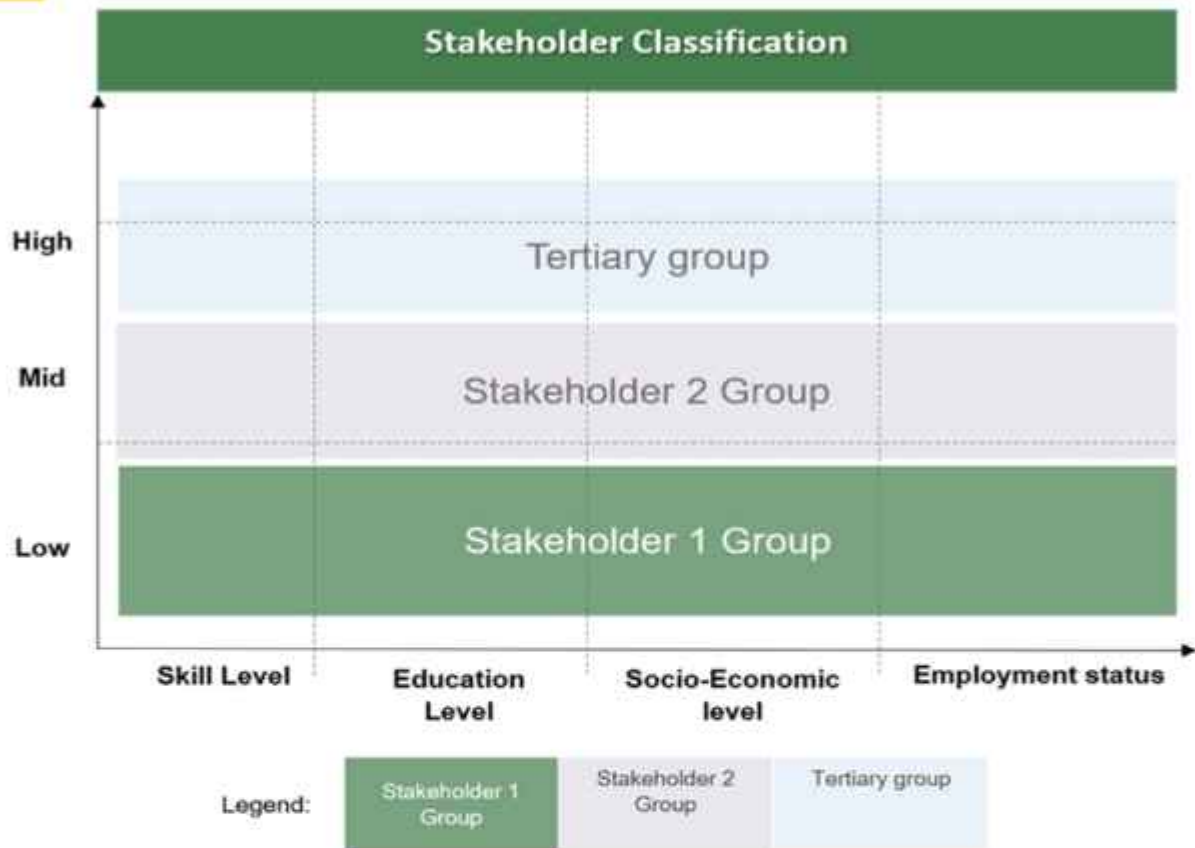 Stakeholder Classification
High
Tertiary group
Mid
Stakeholder 2 Group
Low
Stakeholder 1 Group
Skill Level
Education
Level
Socio-Economic
level
Employment status
Legend:
Stakeholder 1
Group
Stakeholder 2
Group
Tertiary group